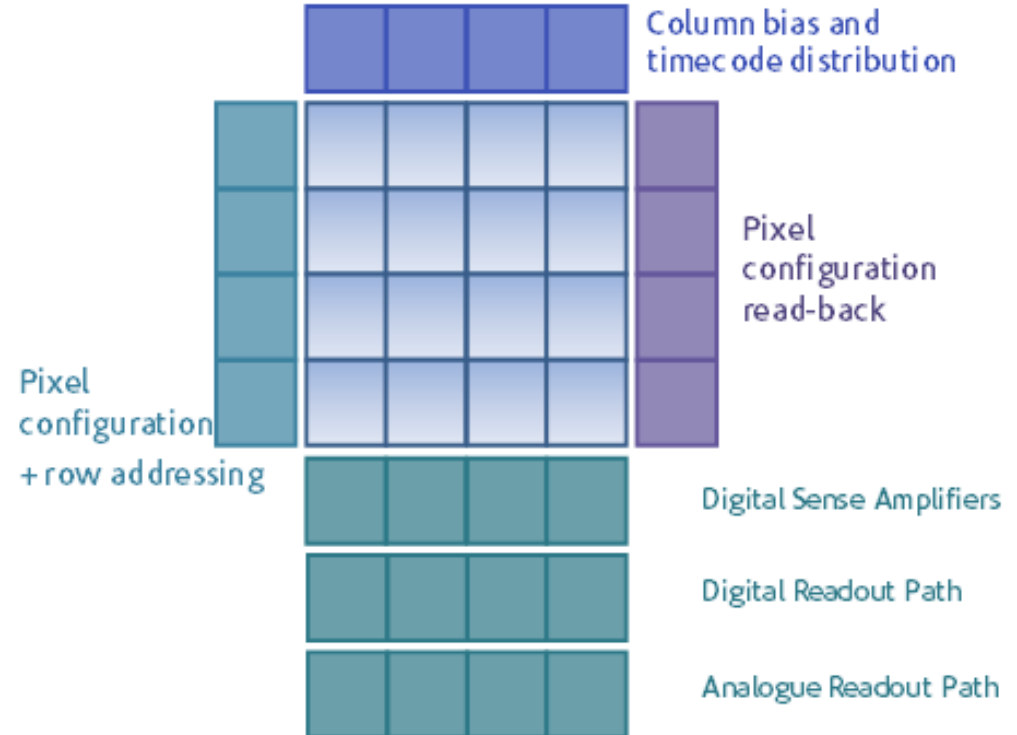 Column bias and
timecode distribution
Pixel
configuration
read-back
Pixel
configuration
+ row addressing
Digital Sense Amplifiers
Digital Readout Path
Analogue Readout Path